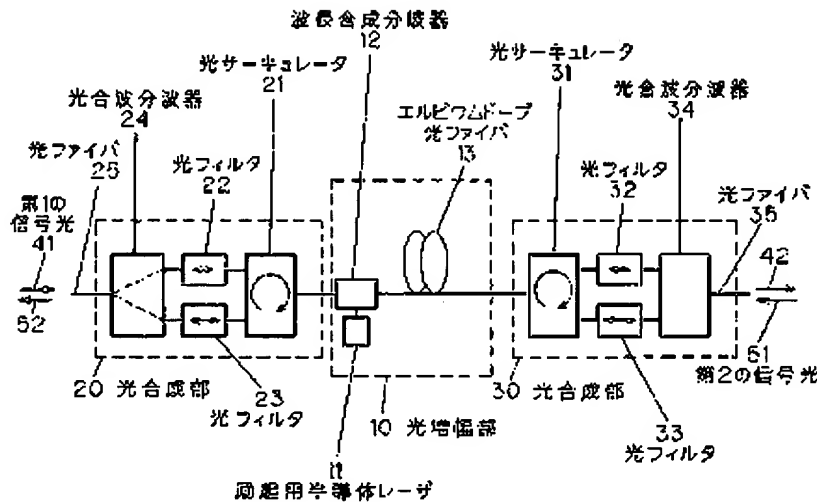 波長合成分岐器
12
光サーキュレータ
21
光サーキュレータ
31
光合波分波器
24
エルビウムドープ
光ファイバ
13
光合波分波器
34
光ファイバ
25
光フィルタ
22
光フィルタ
32
光ファイバ
35
第1の
信号光
41
52
42
51
第2の信号光
20 光合成部
23
光フィルタ
10 光増幅部
30 光合成部
33
光フィルタ
11
励起用半導体レーザ